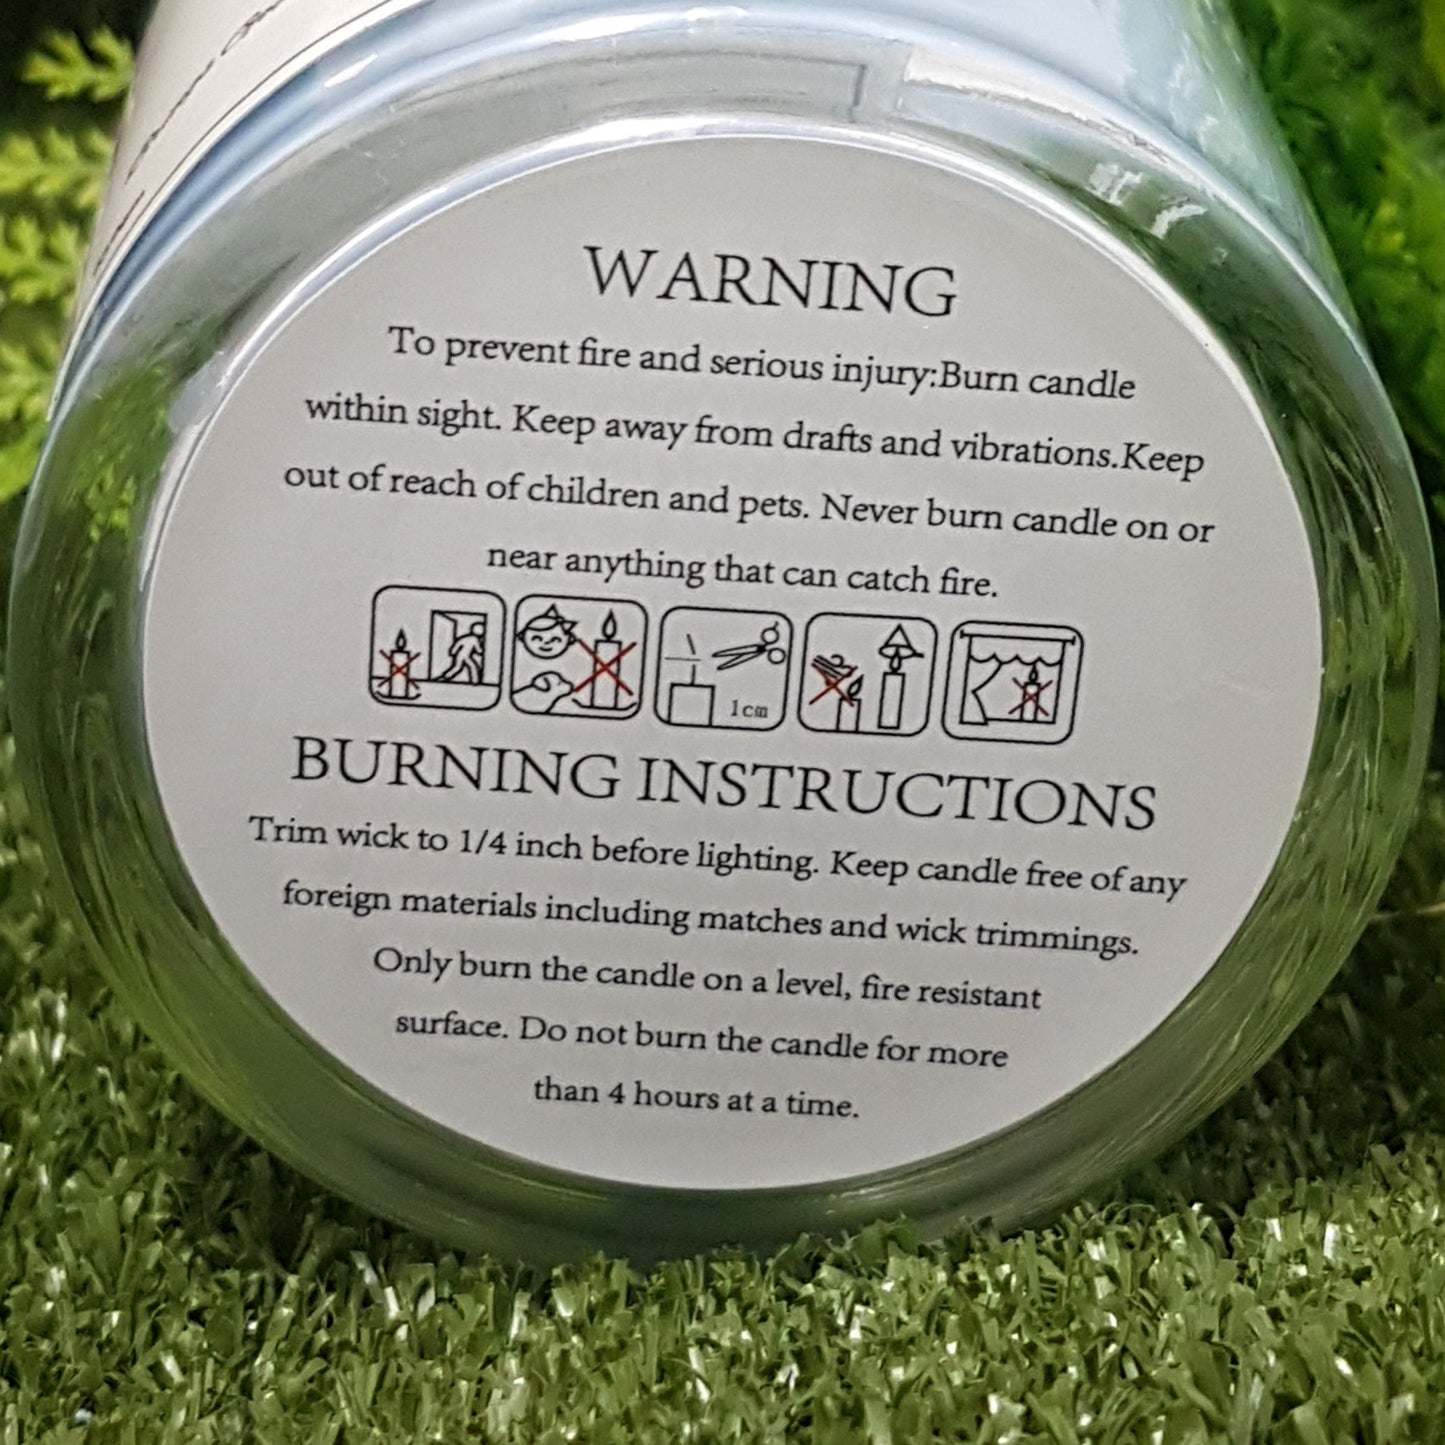 WARNING
To prevent fire and serious injury:Burn candle
within sight. Keep away from drafts and vibrations.Keep
out of reach of children and pets. Never burn candle on or
near anything that can catch fire.
1cm
BURNING INSTRUCTIONS
Trim wick to 1/4 inch before lighting. Keep candle free of any
foreign materials including matches and wick trimmings.
Only burn the candle on a level, fire resistant
surface. Do not burn the candle for more
than 4 hours at a time.